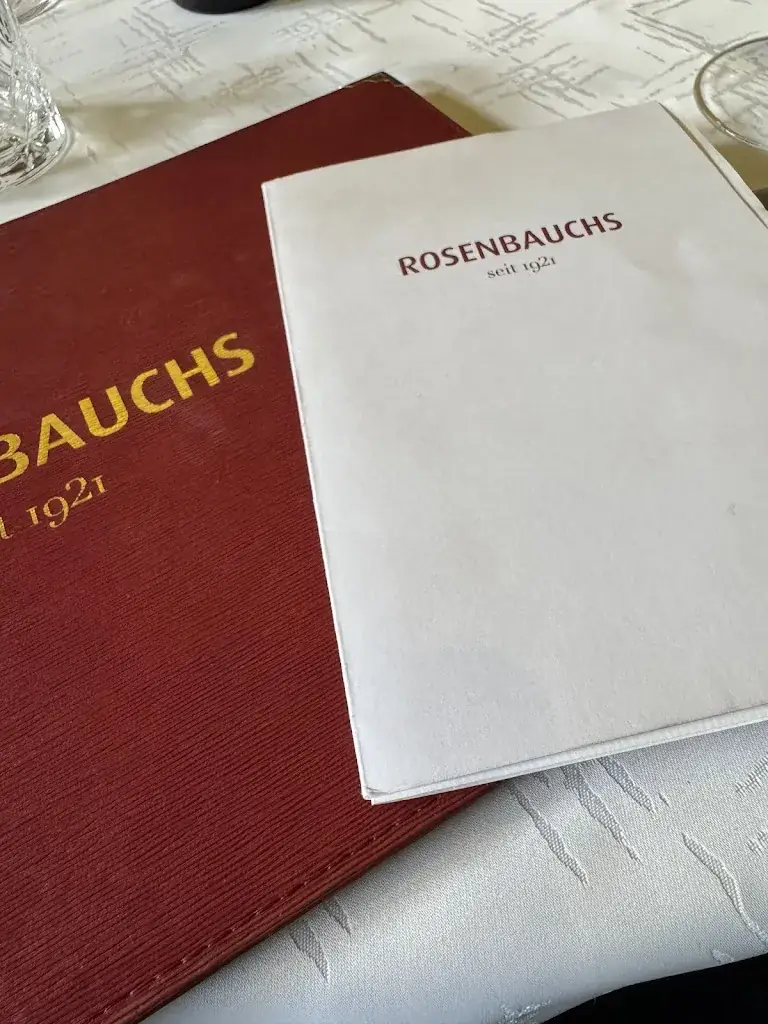 ROSENBAUCHS
seit 1921
BAUCHS
t 1921